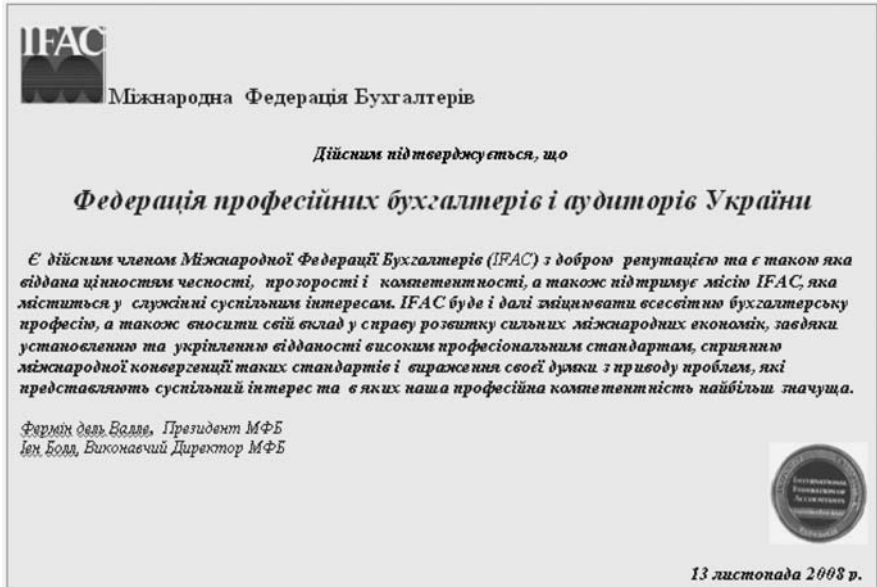 IFAC
Міжнародна Федерація Бухгалтерів
Дійсним підтверджується, що
Федерація професійних бухгалтерів і аудиторів України
Є дійсним членом Міжнародної Федерації Бухгалтерів (IFAC) з доброю репутацією та є такою яка
віддана цінностям чесності, прозорості і компетентності, а також підтримує місію IFAC, яка
міститься у служінні суспільним інтересам. IFAC буде і далі зміцнювати всесвітню бухгалтерську
професію, а також вносити свій вклад у справу розвитку сильних міжнародних економік, завдяки
установленню та укріпленню відданості високим професіональним стандартам, сприянню
міжнародної конвергенції таких стандартів і вираження своєї думки з приводу проблем, які
представляють суспільний інтерес та в яких наша професійна компетентність найбільш значуща.
Фермін дель Валле, Президент МФБ
Іен Болл, Виконавчий Директор МФБ
International
Federation of
Accountants
13 листопада 2008 р.